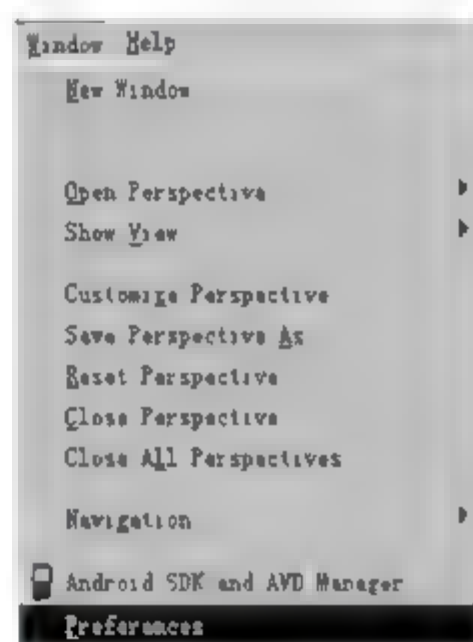 Window Help
New Window
Open Perspective
Show View
Customize Perspective
Save Perspective As
Reset Perspective
Close Perspective
Close All Perspectives
Navigation
Android SDK and AVD Manager
Preferences